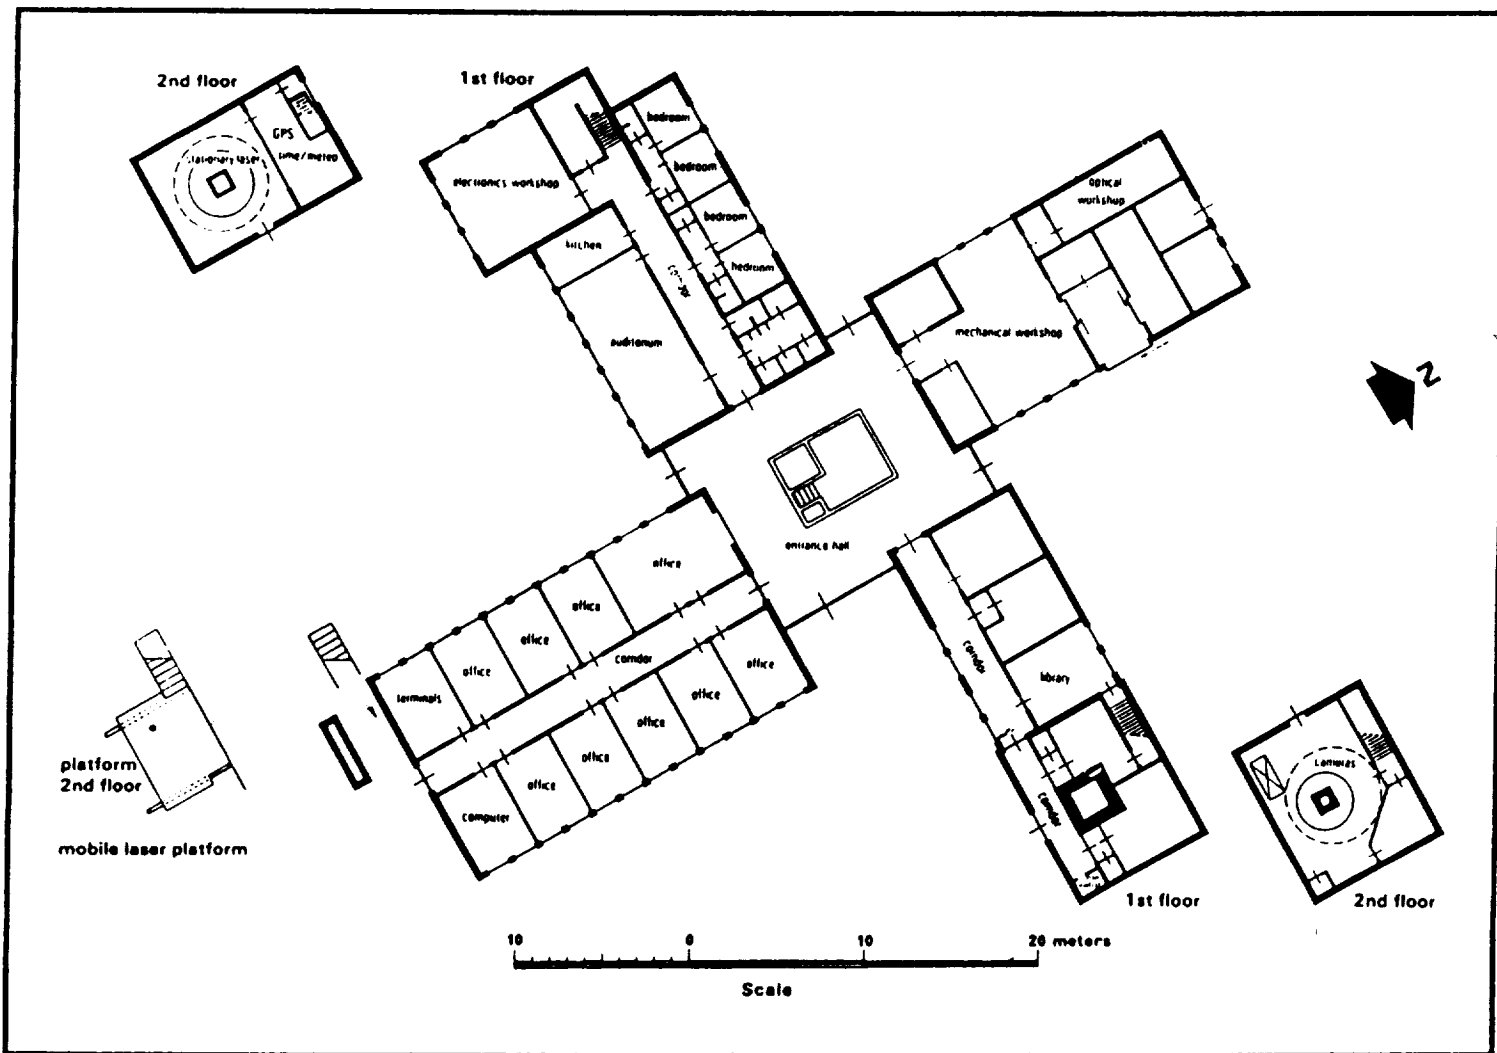 2nd floor
1st floor
stationary laser
GPS
time/meteo
electronics workshop
bedroom
bedroom
bedroom
bedroom
kitchen
corridor
auditorium
optical
workshop
mechanical workshop
N
entrance hall
office
office
office
office
terminals
corridor
office
office
office
office
office
computer
corridor
library
corridor
cameras
platform
2nd floor
mobile laser platform
1st floor
2nd floor
10
0
10
20 meters
Scale